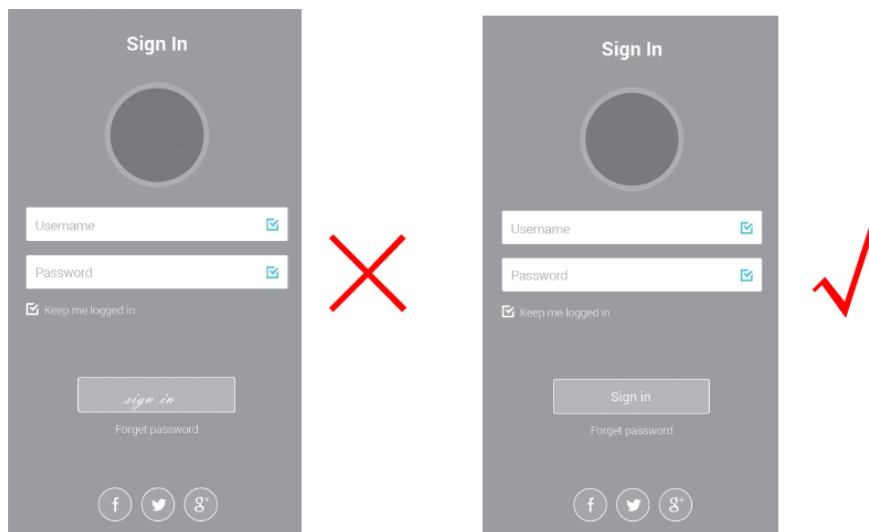 Sign In
Username
Password
Keep me logged in
sign in
Forget password
f g+
Sign In
Username
Password
Keep me logged in
Sign in
Forget password
f g+